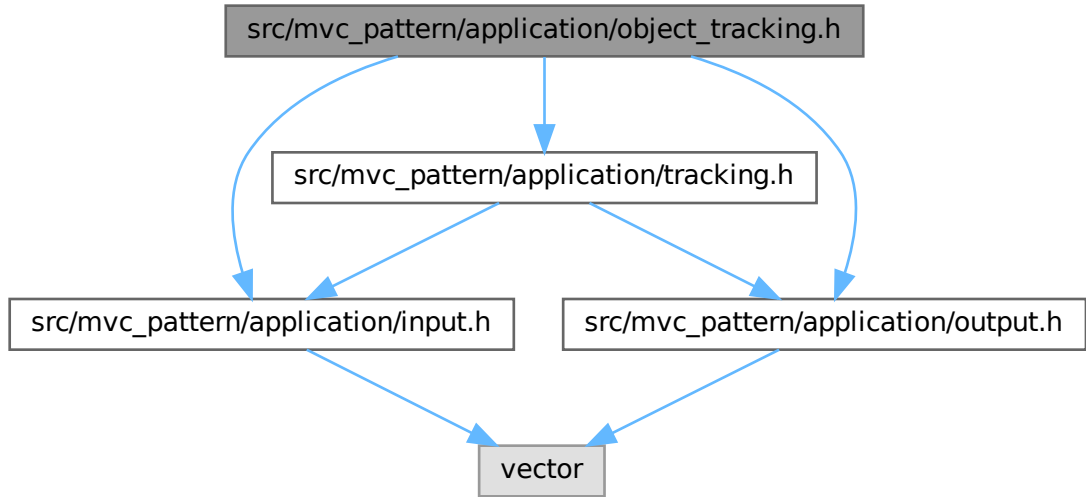 src/mvc_pattern/application/object_tracking.h
src/mvc_pattern/application/tracking.h
src/mvc_pattern/application/input.h
src/mvc_pattern/application/output.h
vector